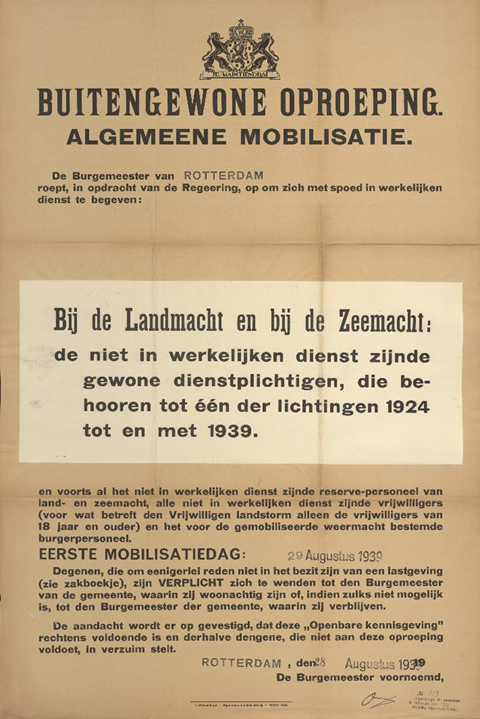 JE MAINTIENDRAI
BUITENGEWONE OPROEPING.
ALGEMEENE MOBILISATIE.
De Burgemeester van ROTTERDAM
roept, in opdracht van de Regeering, op om zich met spoed in werkelijken
dienst te begeven:
Bij de Landmacht en bij de Zeemacht:
de niet in werkelijken dienst zijnde
gewone dienstplichtigen, die be-
hooren tot één der lichtingen 1924
tot en met 1939.
en voorts al het niet in werkelijken dienst zijnde reserve-personeel van
land- en zeemacht, alle niet in werkelijken dienst zijnde vrijwilligers
(voor wat betreft den Vrijwilligen landstorm alleen de vrijwilligers van
18 jaar en ouder) en het voor de gemobiliseerde weermacht bestemde
burgerpersoneel.
EERSTE MOBILISATIEDAG: 29 Augustus 1939
Degenen, die om eenigerlei reden niet in het bezit zijn van een lastgeving
(zie zakboekje), zijn VERPLICHT zich te wenden tot den Burgemeester
van de gemeente, waarin zij woonachtig zijn of, indien zulks niet mogelijk
is, tot den Burgemeester der gemeente, waarin zij verblijven.
De aandacht wordt er op gevestigd, dat deze „Openbare kennisgeving"
rechtens voldoende is en derhalve dengene, die niet aan deze oproeping
voldoet, in verzuim stelt.
ROTTERDAM , den 28 Augustus 1939 19
De Burgemeester voornoemd,